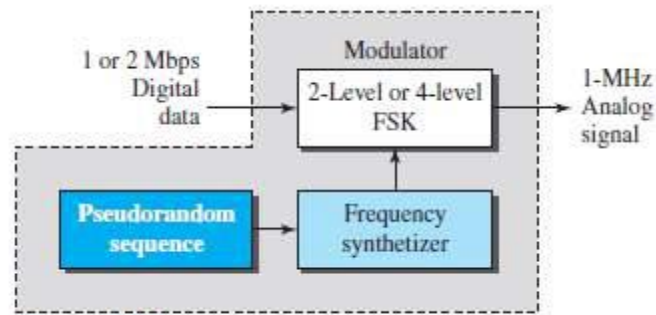 1 or 2 Mbps
Digital
data
Modulator
2-Level or 4-level
FSK
1-MHz
Analog
signal
Pseudorandom
sequence
Frequency
synthetizer